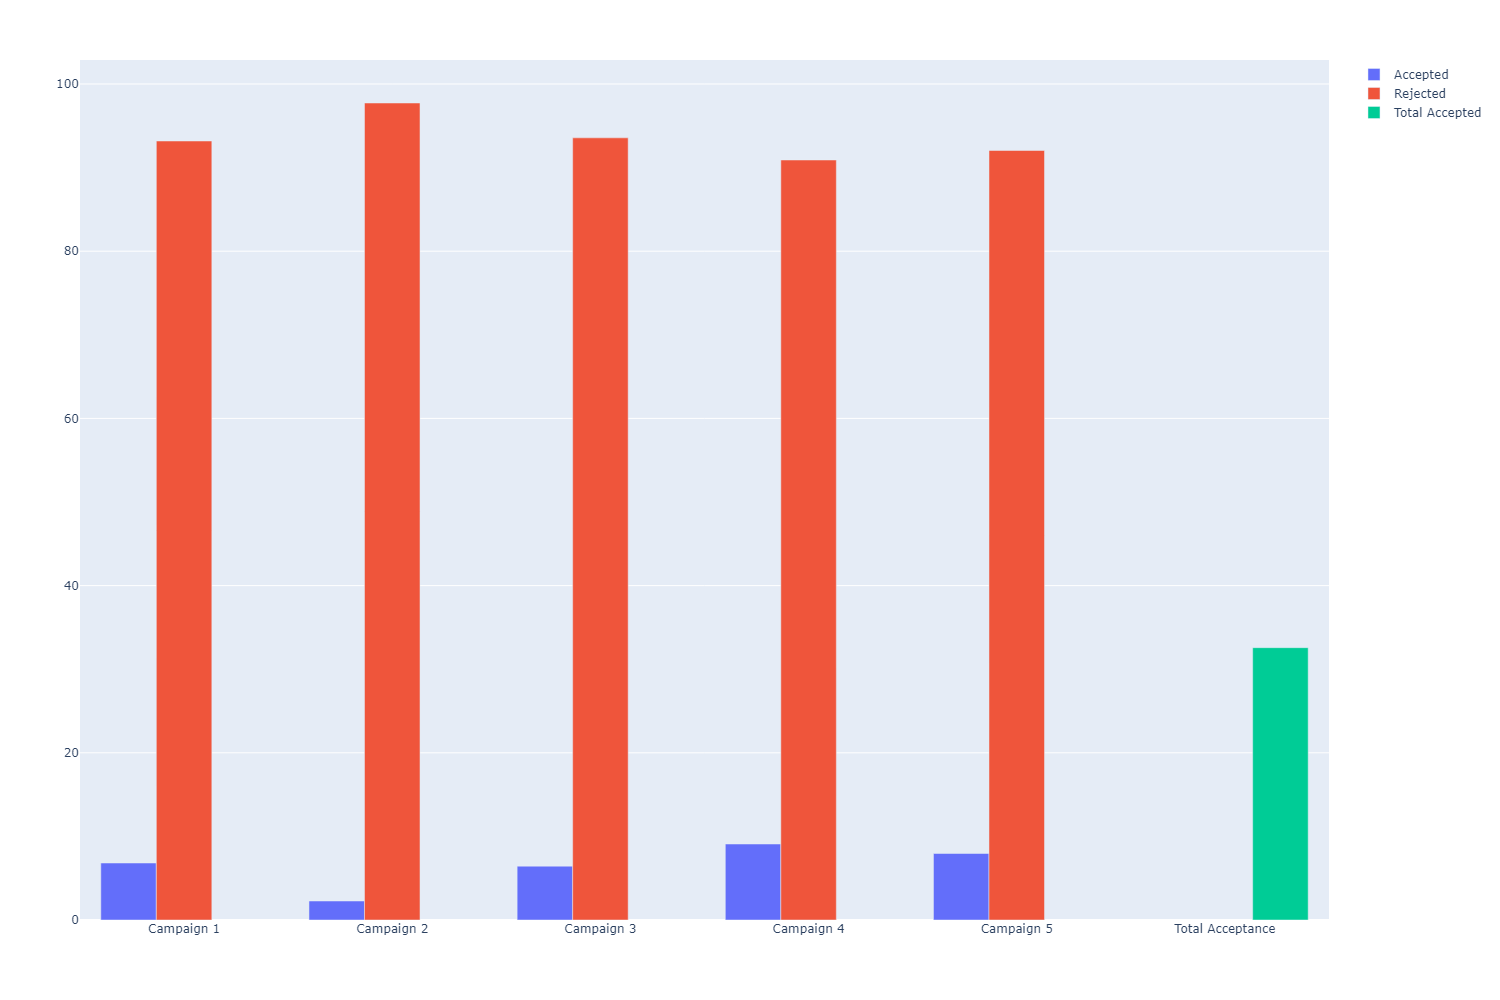 100
80
60
40
20
0
Campaign 1
Campaign 2
Campaign 3
Campaign 4
Campaign 5
Total Acceptance
Accepted
Rejected
Total Accepted